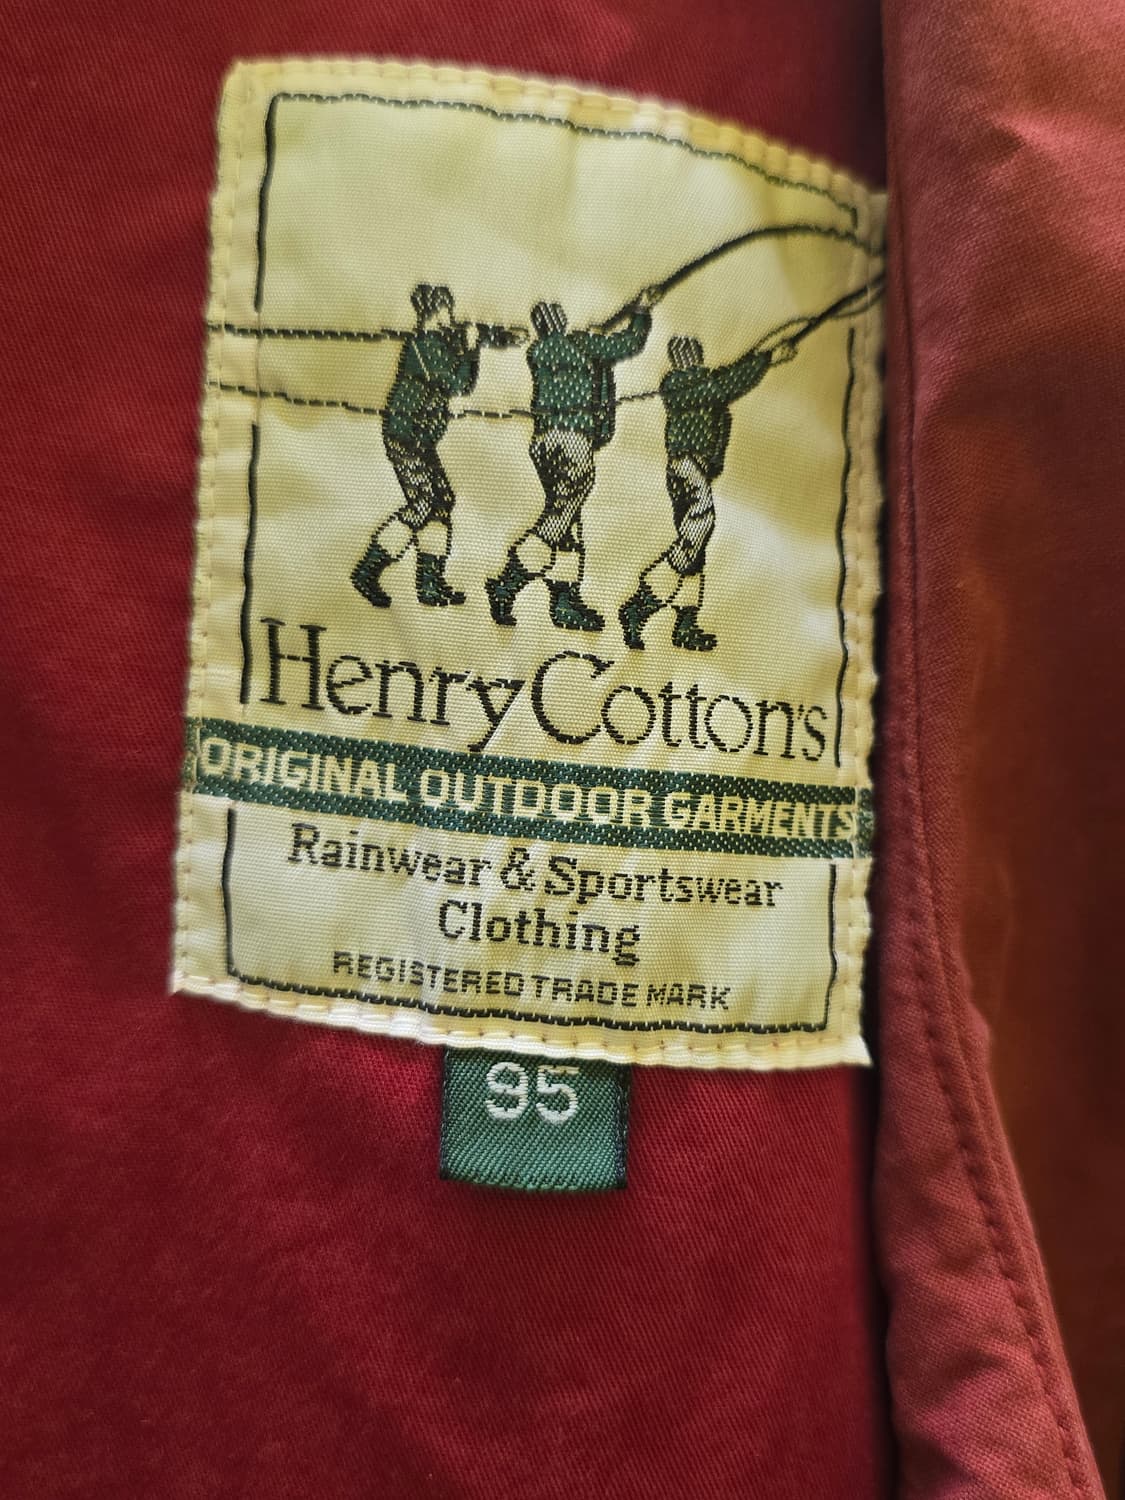 Henry Cotton's
ORIGINAL OUTDOOR GARMENTS
Rainwear & Sportswear
Clothing
REGISTERED TRADE MARK
95